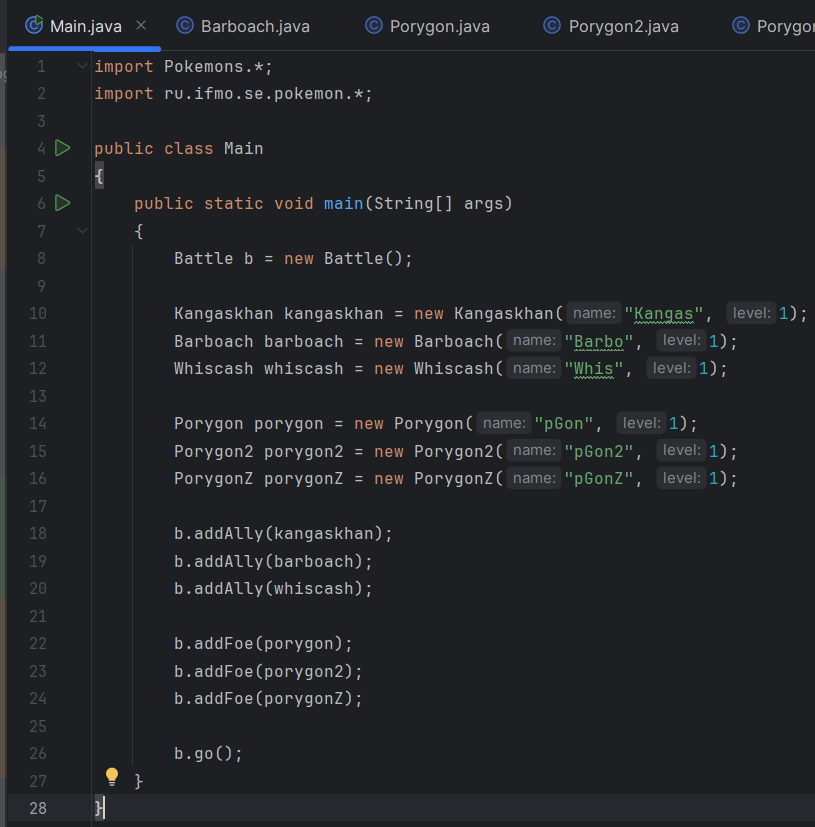 Main.java Barboach.java Porygon.java Porygon2.java Porygon
1 import Pokemons.*;
2 import ru.ifmo.se.pokemon.*;
3
4 public class Main
5 {
6 public static void main(String[] args)
7 {
8 Battle b = new Battle();
9
10 Kangaskhan kangaskhan = new Kangaskhan( name: "Kangas", level: 1);
11 Barboach barboach = new Barboach( name: "Barbo", level: 1);
12 Whiscash whiscash = new Whiscash( name: "Whis", level: 1);
13
14 Porygon porygon = new Porygon( name: "pGon", level: 1);
15 Porygon2 porygon2 = new Porygon2( name: "pGon2", level: 1);
16 PorygonZ porygonZ = new PorygonZ( name: "pGonZ", level: 1);
17
18 b.addAlly(kangaskhan);
19 b.addAlly(barboach);
20 b.addAlly(whiscash);
21
22 b.addFoe(porygon);
23 b.addFoe(porygon2);
24 b.addFoe(porygonZ);
25
26 b.go();
27 }
28 }